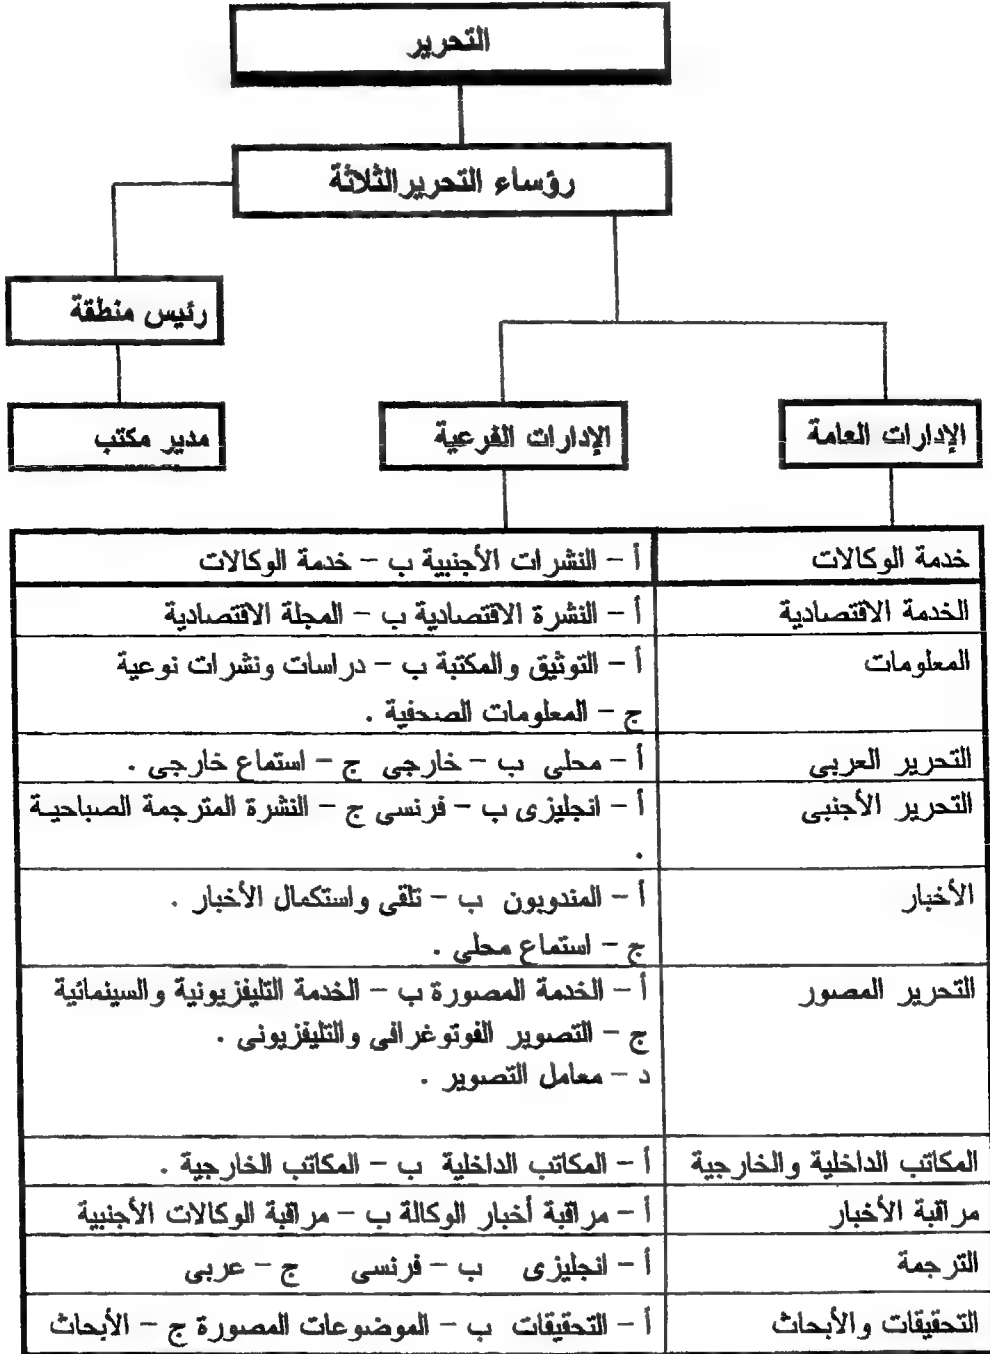 التحرير
رؤساء التحرير الثلاثة
رئيس منطقة
الإدارات العامة
الإدارات الفرعية
مدير مكتب
خدمة الوكالات
أ – النشرات الأجنبية ب – خدمة الوكالات
الخدمة الاقتصادية
أ – النشرة الاقتصادية ب – المجلة الاقتصادية
المعلومات
أ – التوثيق والمكتبة ب – دراسات ونشرات نوعية
ج – المعلومات الصحفية .
التحرير العربى
أ – محلى ب – خارجى ج – استماع خارجى .
التحرير الأجنبى
أ – انجليزى ب – فرنسى ج – النشرة المترجمة الصباحية
.
الأخبار
أ – المندوبون ب – تلقى واستكمال الأخبار .
ج – استماع محلى .
التحرير المصور
أ – الخدمة المصورة ب – الخدمة التليفزيونية والسينمائية
ج – التصوير الفوتوغرافى والتليفزيونى .
د – معامل التصوير .
المكاتب الداخلية والخارجية
أ – المكاتب الداخلية ب – المكاتب الخارجية .
مراقبة الأخبار
أ – مراقبة أخبار الوكالة ب – مراقبة الوكالات الأجنبية
الترجمة
أ – انجليزى ب – فرنسى ج – عربى
التحقيقات والأبحاث
أ – التحقيقات ب – الموضوعات المصورة ج – الأبحاث